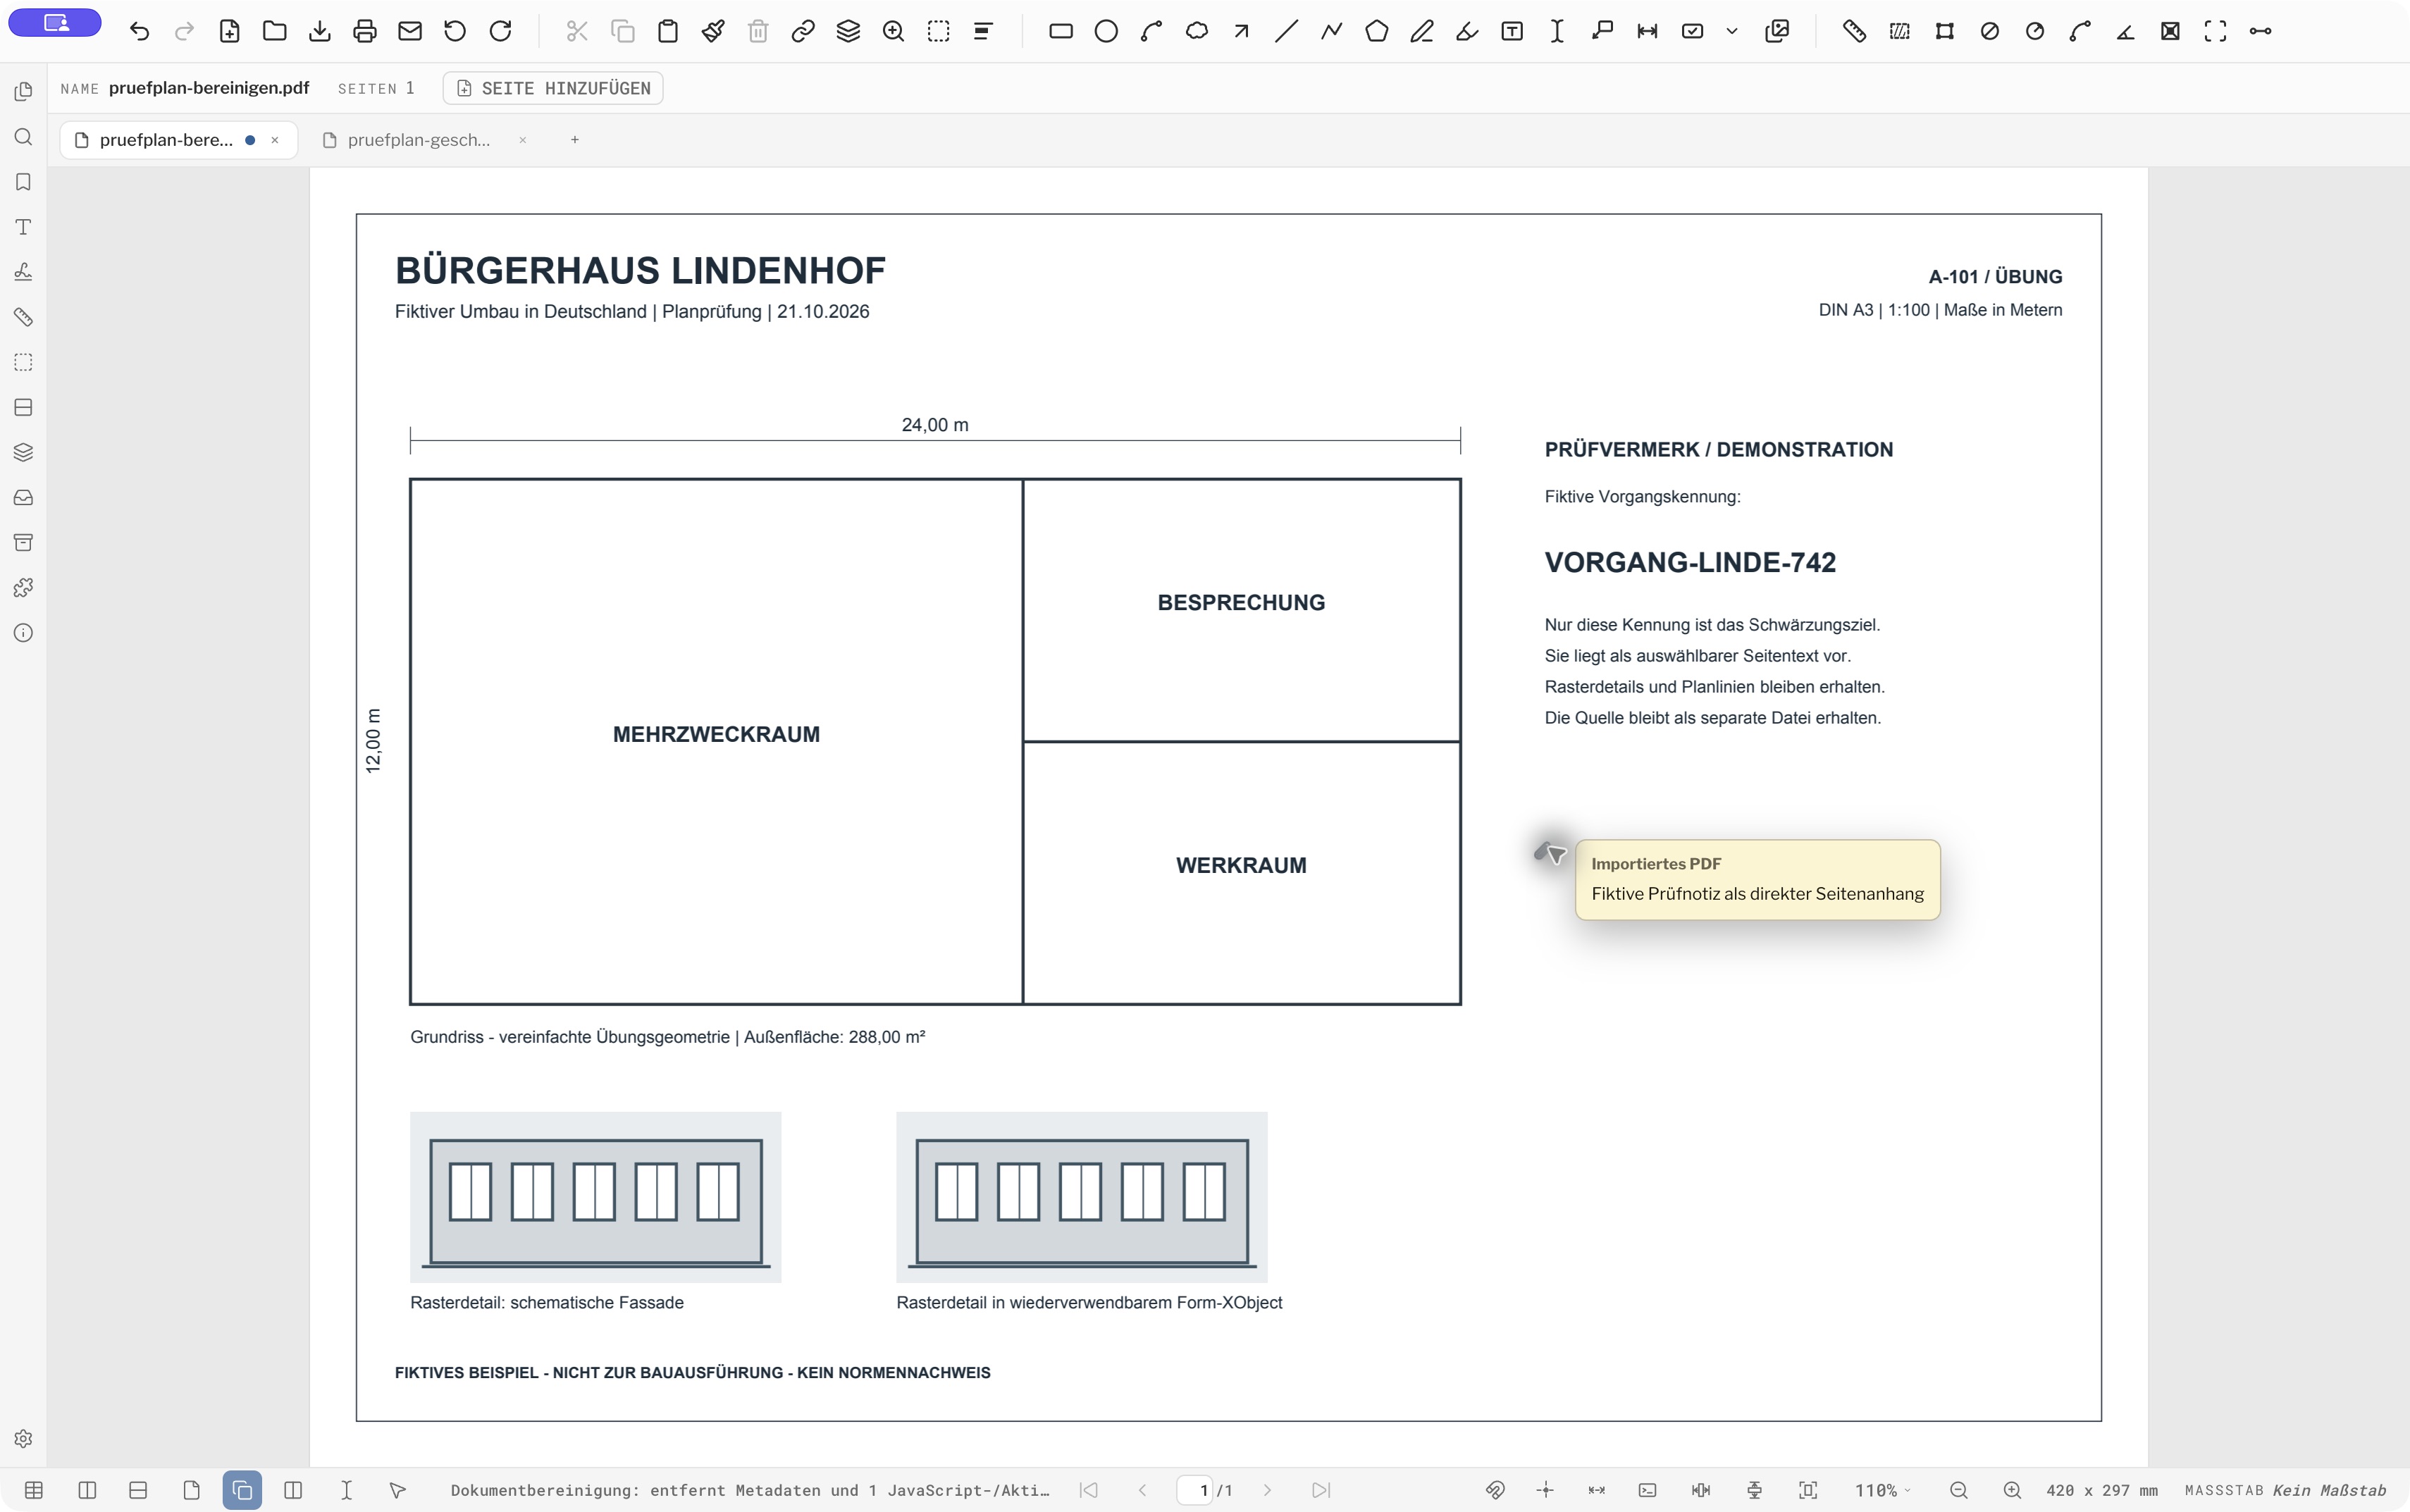 NAME pruefplan-bereinigen.pdf SEITEN 1 SEITE HINZUFÜGEN
pruefplan-bere... × pruefplan-gesch... × +
BÜRGERHAUS LINDENHOF
Fiktiver Umbau in Deutschland | Planprüfung | 21.10.2026
A-101 / ÜBUNG
DIN A3 | 1:100 | Maße in Metern
24,00 m
12,00 m
MEHRZWECKRAUM
BESPRECHUNG
WERKRAUM
PRÜFVERMERK / DEMONSTRATION
Fiktive Vorgangskennung:
VORGANG-LINDE-742
Nur diese Kennung ist das Schwärzungsziel.
Sie liegt als auswählbarer Seitentext vor.
Rasterdetails und Planlinien bleiben erhalten.
Die Quelle bleibt als separate Datei erhalten.
Importiertes PDF
Fiktive Prüfnotiz als direkter Seitenanhang
Grundriss - vereinfachte Übungsgeometrie | Außenfläche: 288,00 m²
Rasterdetail: schematische Fassade
Rasterdetail in wiederverwendbarem Form-XObject
FIKTIVES BEISPIEL - NICHT ZUR BAUAUSFÜHRUNG - KEIN NORMENNACHWEIS
Dokumentbereinigung: entfernt Metadaten und 1 JavaScript-/Akti… 1 /1 110% 420 x 297 mm MASSSTAB Kein Maßstab